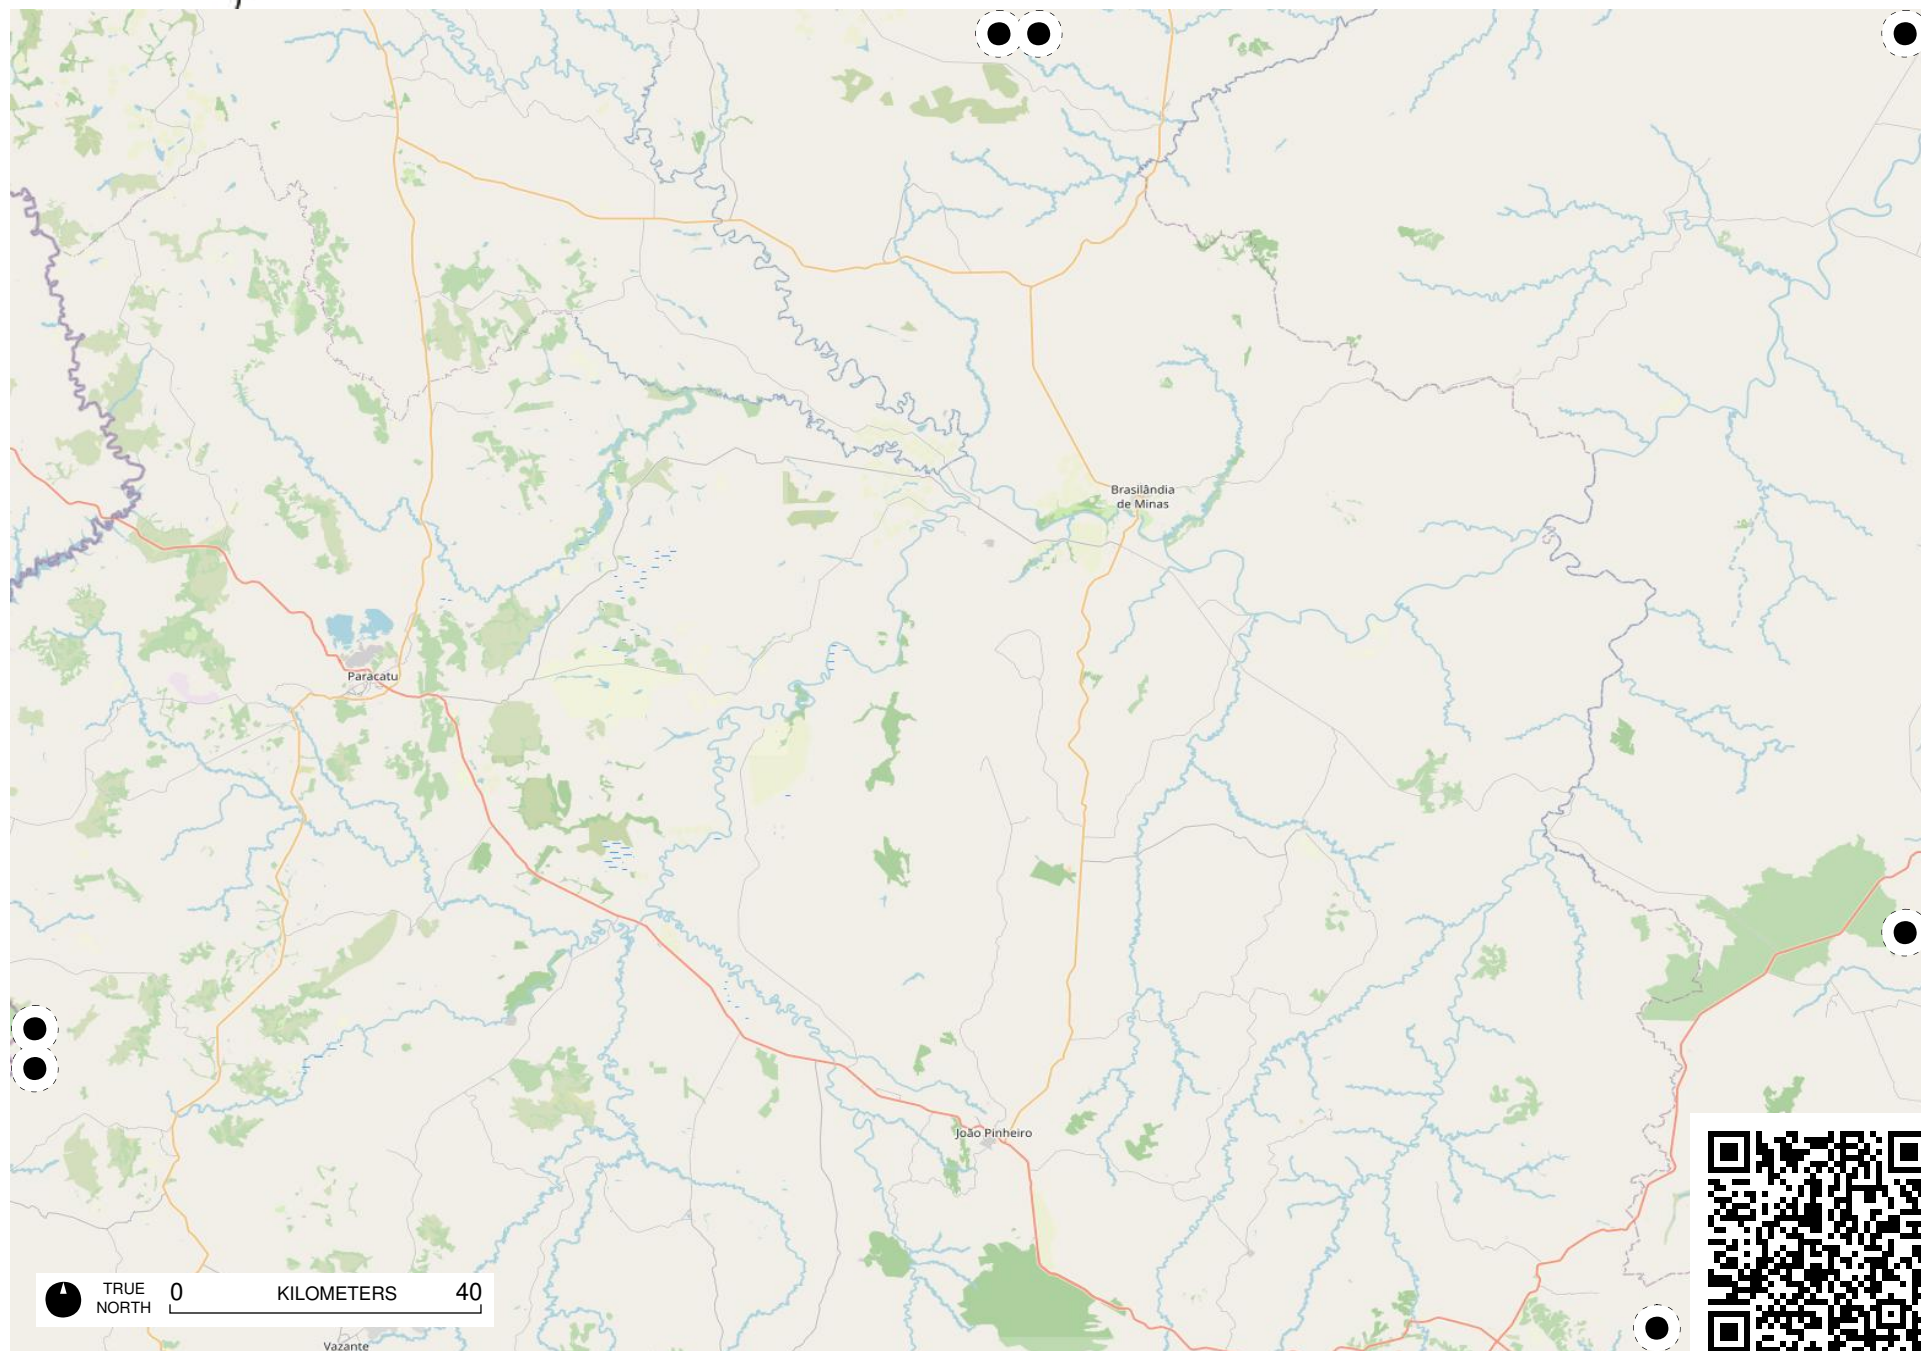 Brasilândia
de Minas
Paracatu
João Pinheiro
TRUE
NORTH
0 KILOMETERS 40
Vazante